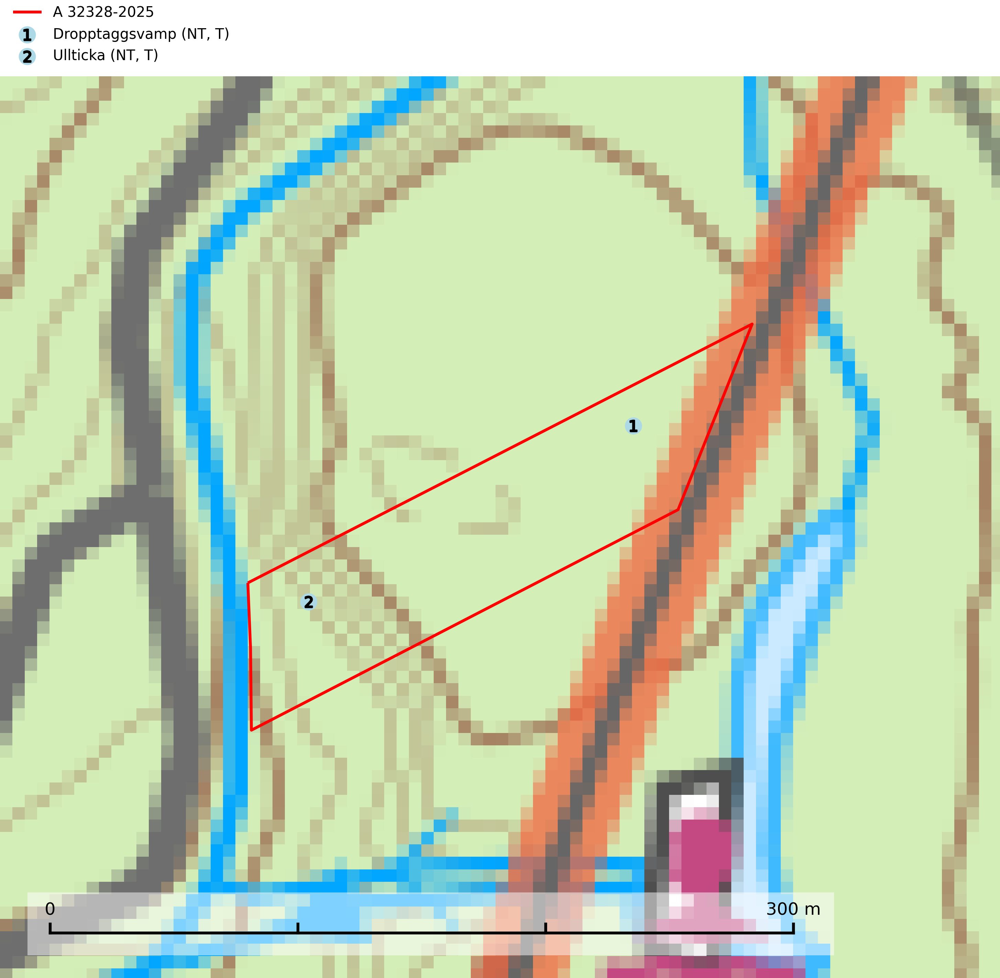 A 32328-2025
1 Dropptaggsvamp (NT, T)
2 Ullticka (NT, T)
1
2
0 300 m